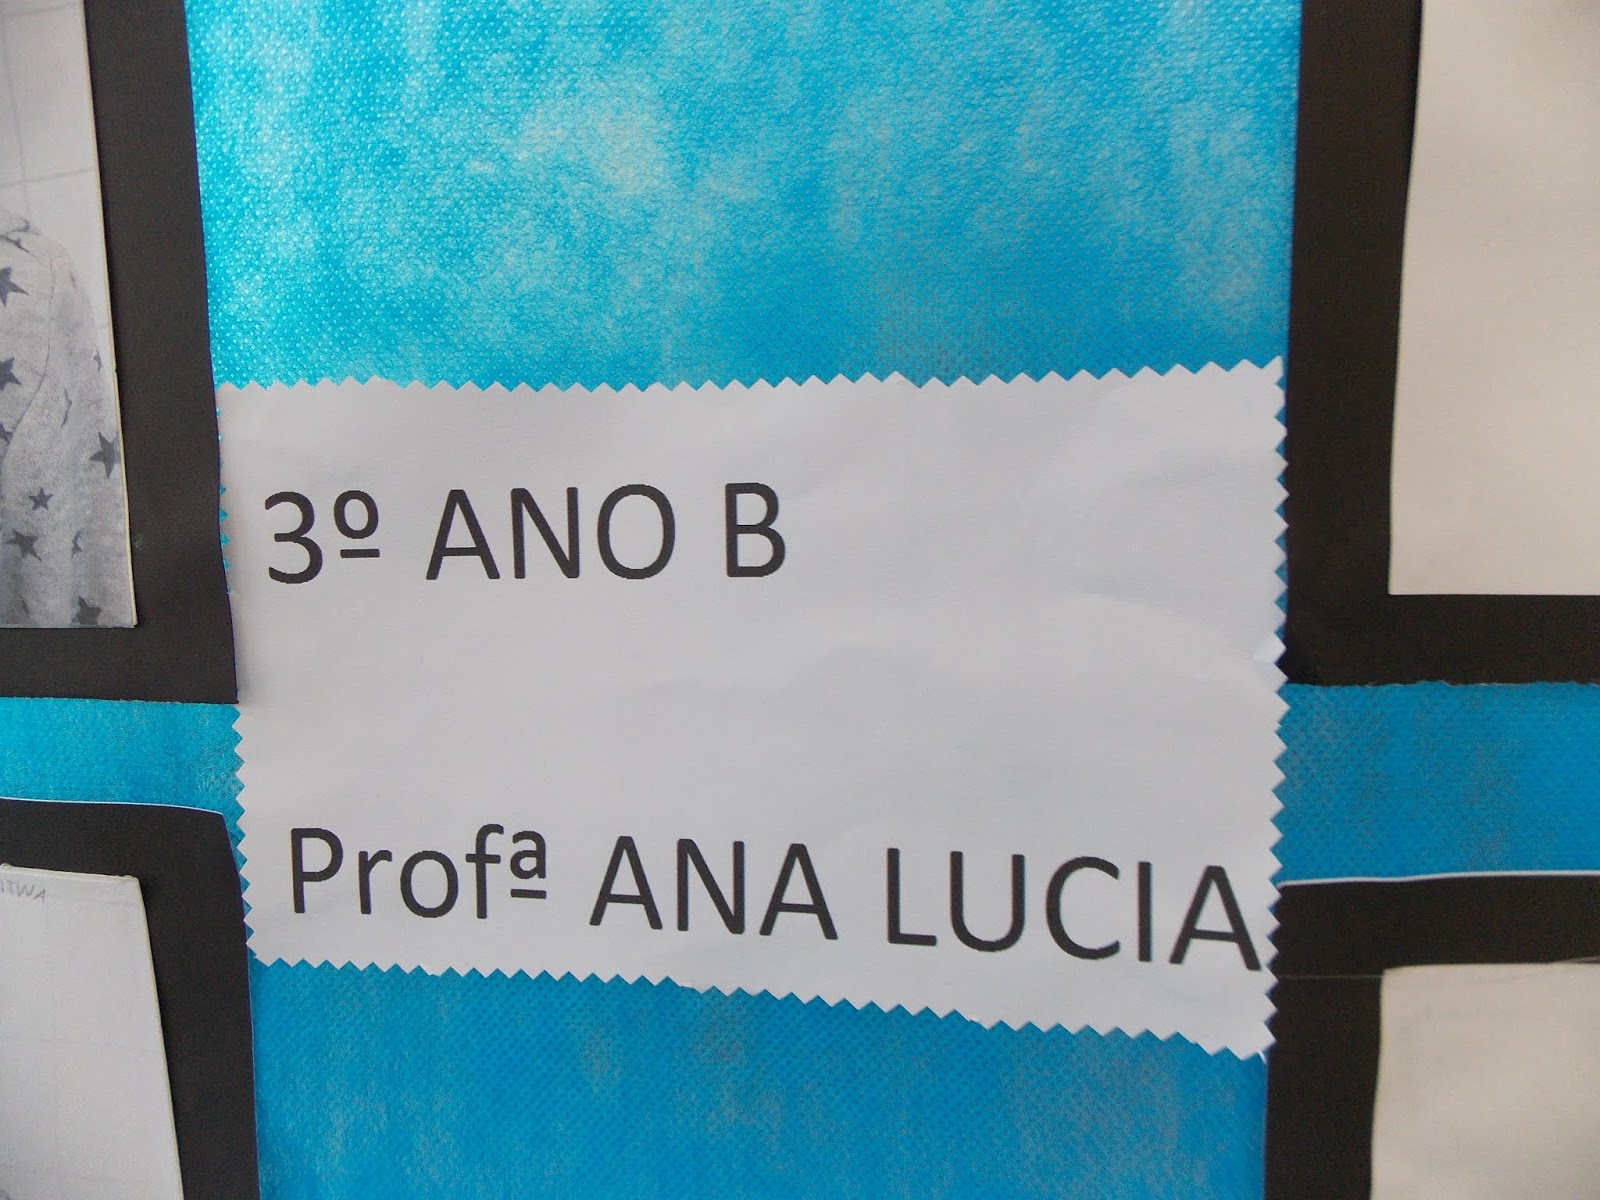 3º ANO B
Profª ANA LUCIA